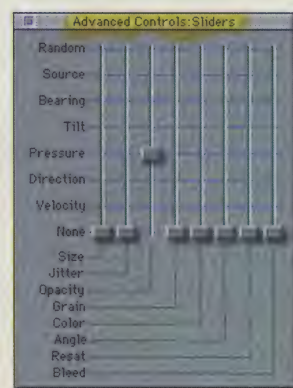 Advanced Controls:Sliders
Random
Source
Bearing
Tilt
Pressure
Direction
Velocity
None
Size
Jitter
Opacity
Grain
Color
Angle
Resat
Bleed